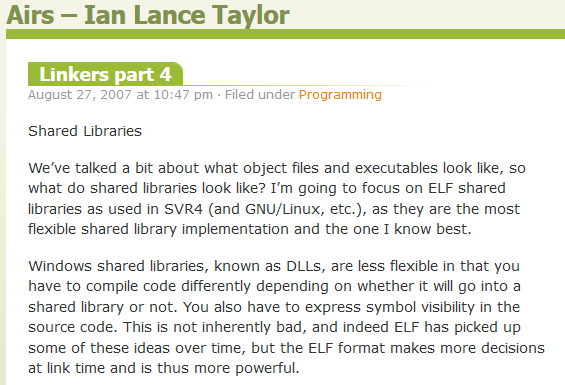 Airs – Ian Lance Taylor
Linkers part 4
August 27, 2007 at 10:47 pm · Filed under Programming
Shared Libraries
We've talked a bit about what object files and executables look like, so
what do shared libraries look like? I'm going to focus on ELF shared
libraries as used in SVR4 (and GNU/Linux, etc.), as they are the most
flexible shared library implementation and the one I know best.
Windows shared libraries, known as DLLs, are less flexible in that you
have to compile code differently depending on whether it will go into a
shared library or not. You also have to express symbol visibility in the
source code. This is not inherently bad, and indeed ELF has picked up
some of these ideas over time, but the ELF format makes more decisions
at link time and is thus more powerful.